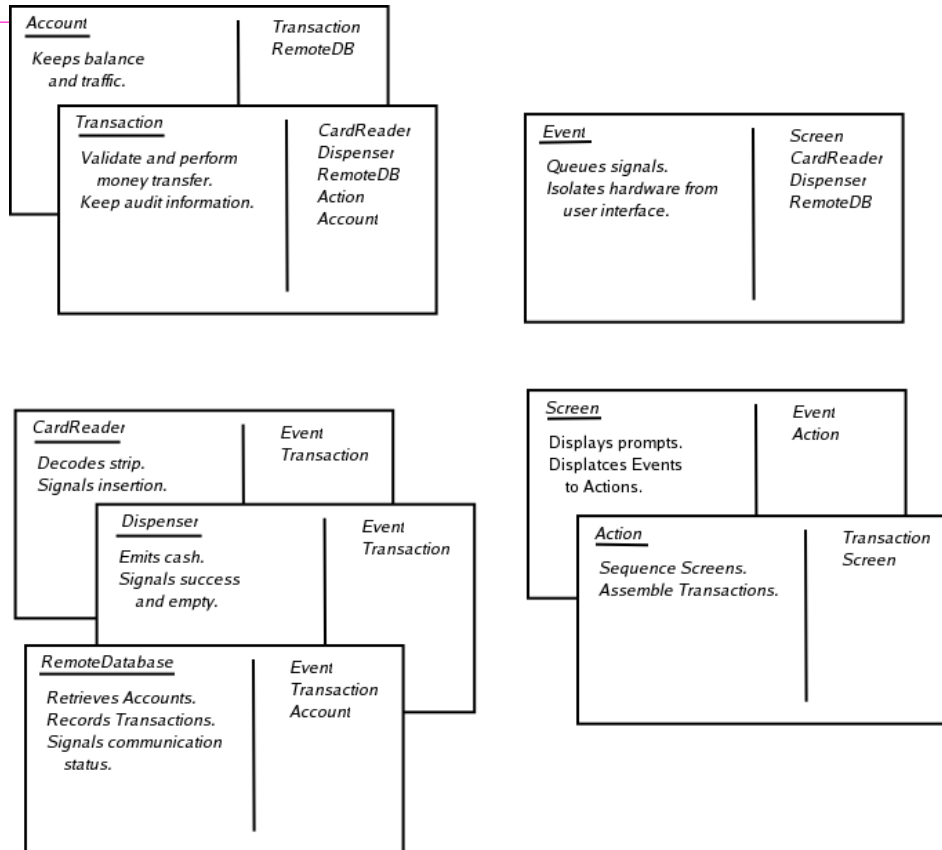 Account
Keeps balance
and traffic.
Transaction
RemoteDB
Transaction
Validate and perform
money transfer.
Keep audit information.
CardReader
Dispenser
RemoteDB
Action
Account
Event
Queues signals.
Isolates hardware from
user interface.
Screen
CardReader
Dispenser
RemoteDB
CardReader
Decodes strip.
Signals insertion.
Event
Transaction
Dispenser
Emits cash.
Signals success
and empty.
Event
Transaction
RemoteDatabase
Retrieves Accounts.
Records Transactions.
Signals communication
status.
Event
Transaction
Account
Screen
Displays prompts.
Displatces Events
to Actions.
Event
Action
Action
Sequence Screens.
Assemble Transactions.
Transaction
Screen